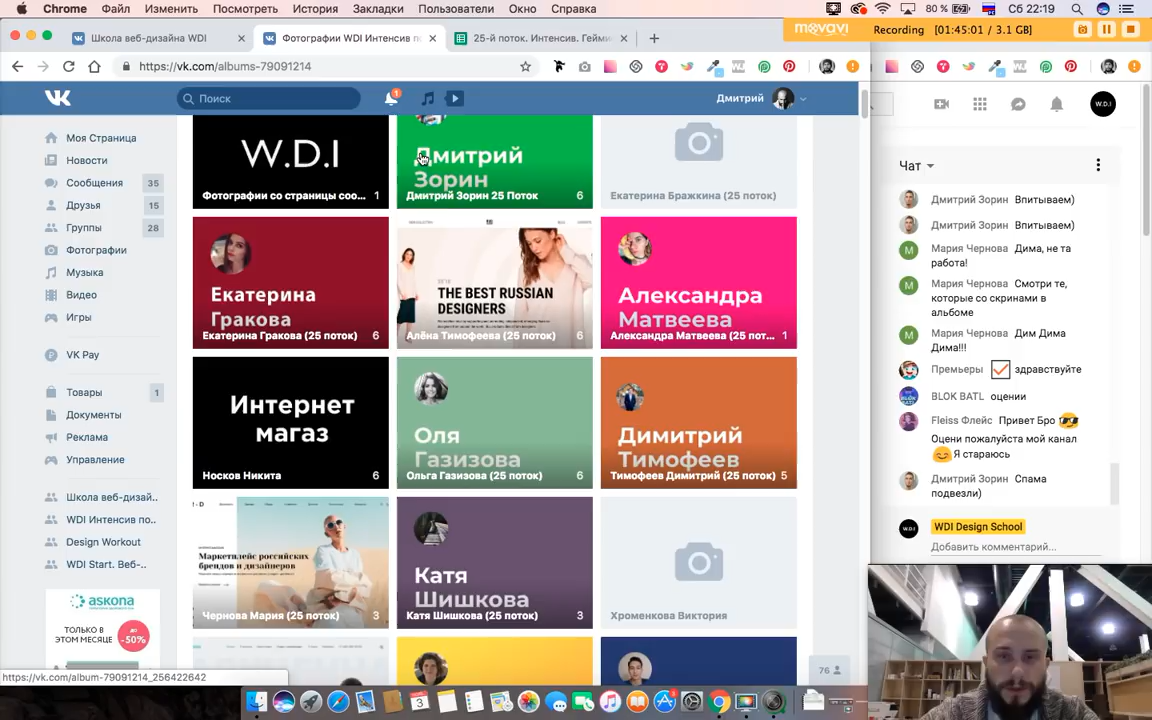 Chrome Файл Изменить Посмотреть История Закладки Пользователи Окно Справка
80 % Сб 22:19
movavi Recording [01:45:01 / 3.1 GB]
Школа веб-дизайна WDI
Фотографии WDI Интенсив по
25-й поток. Интенсив. Гейми
https://vk.com/albums-79091214
Поиск
1
Дмитрий
Моя Страница
Новости
Сообщения 35
Друзья 15
Группы 28
Фотографии
Музыка
Видео
Игры
VK Pay
Товары 1
Документы
Реклама
Управление
Школа веб-дизай..
WDI Интенсив по..
Design Workout
WDI Start. Веб-..
askona
ТОЛЬКО В
ЭТОМ МЕСЯЦЕ
ДО
-50%
W.D.I
Фотографии со страницы соо... 1
Дмитрий
Зорин
Дмитрий Зорин 25 Поток 6
Екатерина Бражкина (25 поток)
Екатерина
Гракова
Екатерина Гракова (25 поток) 6
THE BEST RUSSIAN
DESIGNERS
Алёна Тимофеева (25 поток) 6
Александра
Матвеева
Александра Матвеева (25 пот... 1
Интернет
магаз
Носков Никита 6
Оля
Газизова
Ольга Газизова (25 поток) 6
Димитрий
Тимофеев
Тимофеев Димитрий (25 поток) 5
Маркетплейс российских
брендов и дизайнеров
Чернова Мария (25 поток) 3
Катя
Шишкова
Катя Шишкова (25 поток) 3
Хроменкова Виктория
76
https://vk.com/album-79091214_256422642
W.D.I
Чат
Дмитрий Зорин Впитываем)
Дмитрий Зорин Впитываем)
М Мария Чернова Дима, не та
работа!
М Мария Чернова Смотри те,
которые со скринами в
альбоме
М Мария Чернова Дим Дима
Дима!!!
Премьеры здравствуйте
BLOK BATL оцении
Fleiss Флейс Привет Бро
Оцени пожалуйста мой канал
Я стараюсь
Дмитрий Зорин Спама
подвезли)
W.D.I WDI Design School
Добавить комментарий...